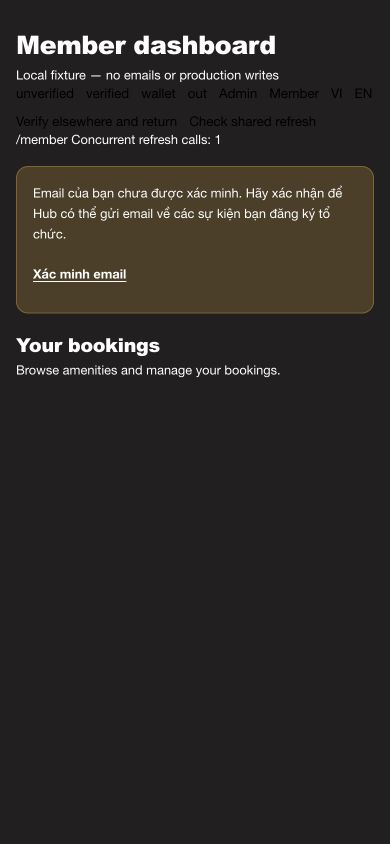 Member dashboard
Local fixture — no emails or production writes
unverified verified wallet out Admin Member VI EN
Verify elsewhere and return Check shared refresh
/member Concurrent refresh calls: 1
Email của bạn chưa được xác minh. Hãy xác nhận để
Hub có thể gửi email về các sự kiện bạn đăng ký tổ
chức.
Xác minh email
Your bookings
Browse amenities and manage your bookings.